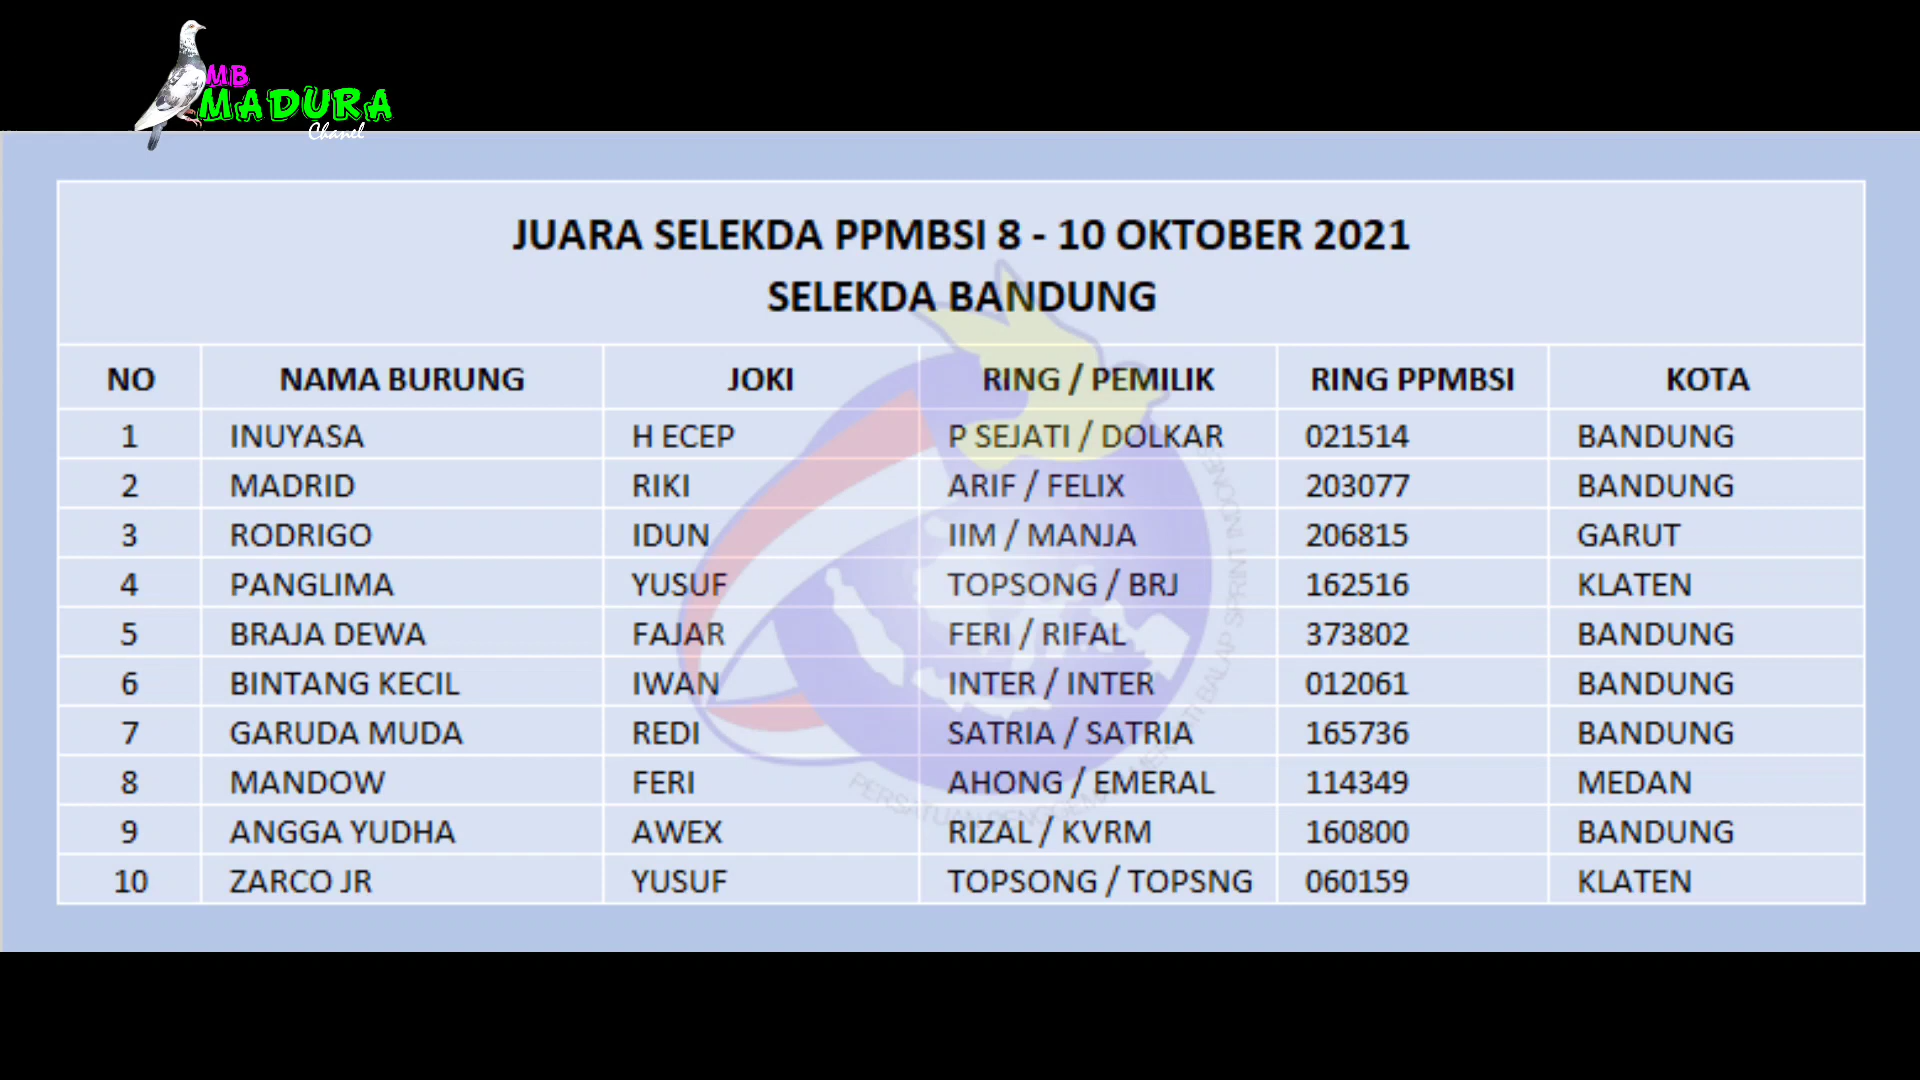 MB
MADURA
Chanel
JUARA SELEKDA PPMBSI 8 - 10 OKTOBER 2021
SELEKDA BANDUNG
NO NAMA BURUNG JOKI RING / PEMILIK RING PPMBSI KOTA
1 INUYASA H ECEP P SEJATI / DOLKAR 021514 BANDUNG
2 MADRID RIKI ARIF / FELIX 203077 BANDUNG
3 RODRIGO IDUN IIM / MANJA 206815 GARUT
4 PANGLIMA YUSUF TOPSONG / BRJ 162516 KLATEN
5 BRAJA DEWA FAJAR FERI / RIFAL 373802 BANDUNG
6 BINTANG KECIL IWAN INTER / INTER 012061 BANDUNG
7 GARUDA MUDA REDI SATRIA / SATRIA 165736 BANDUNG
8 MANDOW FERI AHONG / EMERAL 114349 MEDAN
9 ANGGA YUDHA AWEX RIZAL / KVRM 160800 BANDUNG
10 ZARCO JR YUSUF TOPSONG / TOPSNG 060159 KLATEN
PERSATUAN BALAP SPRINT